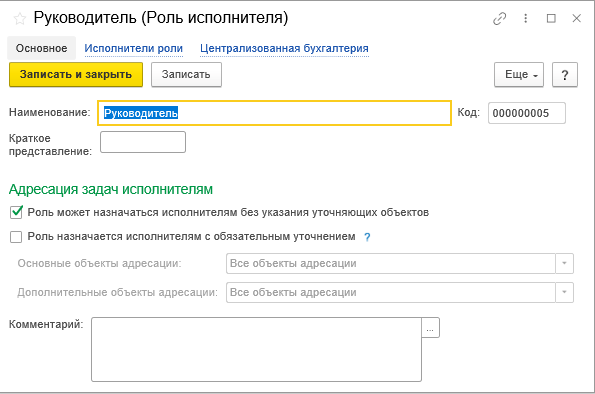 Руководитель (Роль исполнителя)
Основное Исполнители роли Централизованная бухгалтерия
Записать и закрыть Записать Еще ?
Наименование: Руководитель Код: 000000005
Краткое
представление:
Адресация задач исполнителям
Роль может назначаться исполнителям без указания уточняющих объектов
Роль назначается исполнителям с обязательным уточнением ?
Основные объекты адресации: Все объекты адресации
Дополнительные объекты адресации: Все объекты адресации
Комментарий: ...